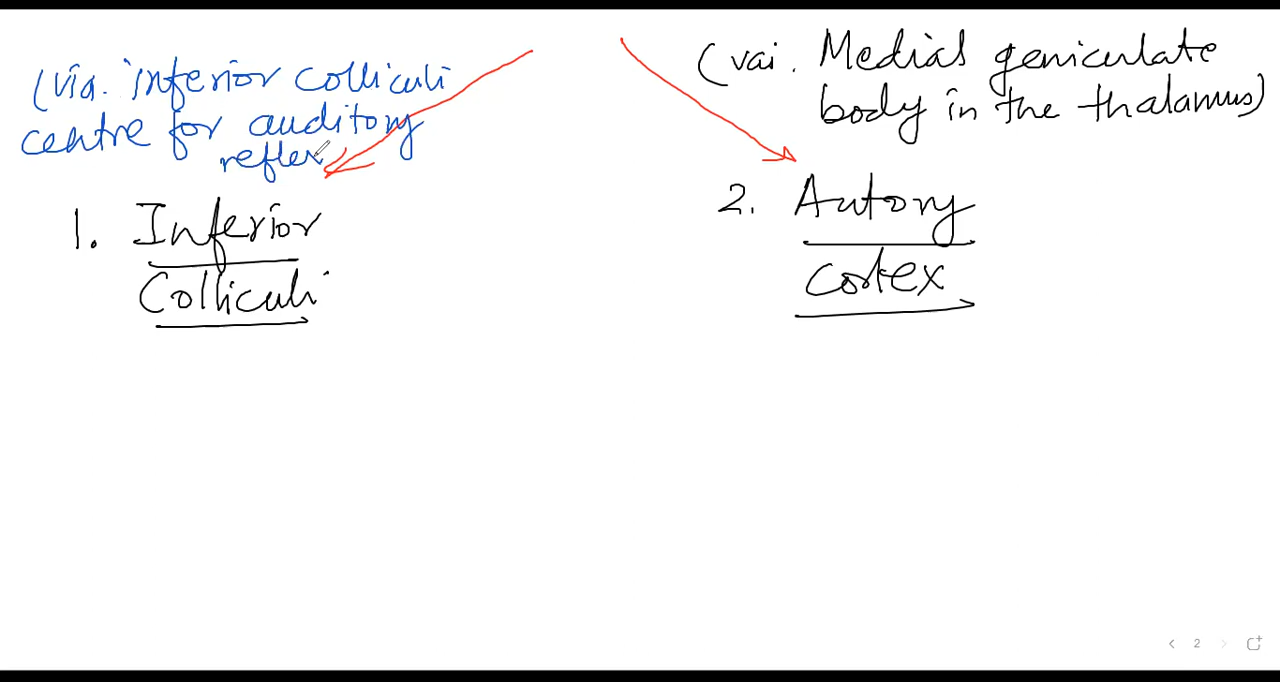 (via. inferior colliculi
centre for auditory
reflex
1. Inferior
Colliculi
(vai. Medial geniculate
body in the thalamus)
2. Autory
cortex
2